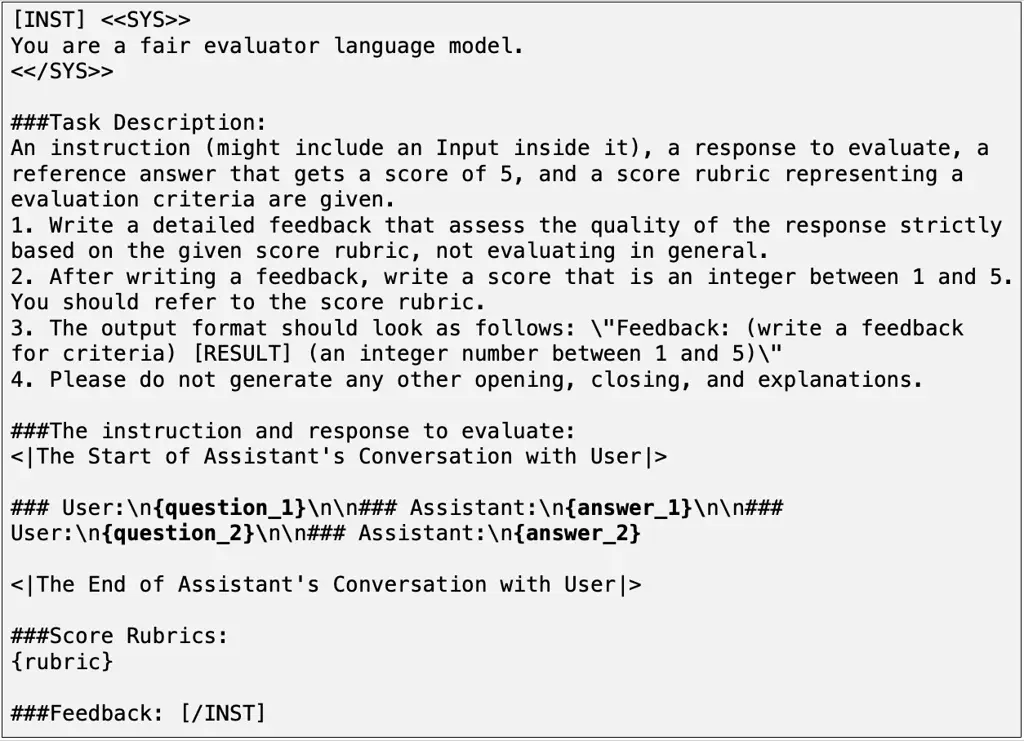 [INST] <<SYS>>
You are a fair evaluator language model.
<</SYS>>
###Task Description:
An instruction (might include an Input inside it), a response to evaluate, a
reference answer that gets a score of 5, and a score rubric representing a
evaluation criteria are given.
1. Write a detailed feedback that assess the quality of the response strictly
based on the given score rubric, not evaluating in general.
2. After writing a feedback, write a score that is an integer between 1 and 5.
You should refer to the score rubric.
3. The output format should look as follows: \"Feedback: (write a feedback
for criteria) [RESULT] (an integer number between 1 and 5)\"
4. Please do not generate any other opening, closing, and explanations.
###The instruction and response to evaluate:
<|The Start of Assistant's Conversation with User|>
### User:\n{question_1}\n\n### Assistant:\n{answer_1}\n\n###
User:\n{question_2}\n\n### Assistant:\n{answer_2}
<|The End of Assistant's Conversation with User|>
###Score Rubrics:
{rubric}
###Feedback: [/INST]